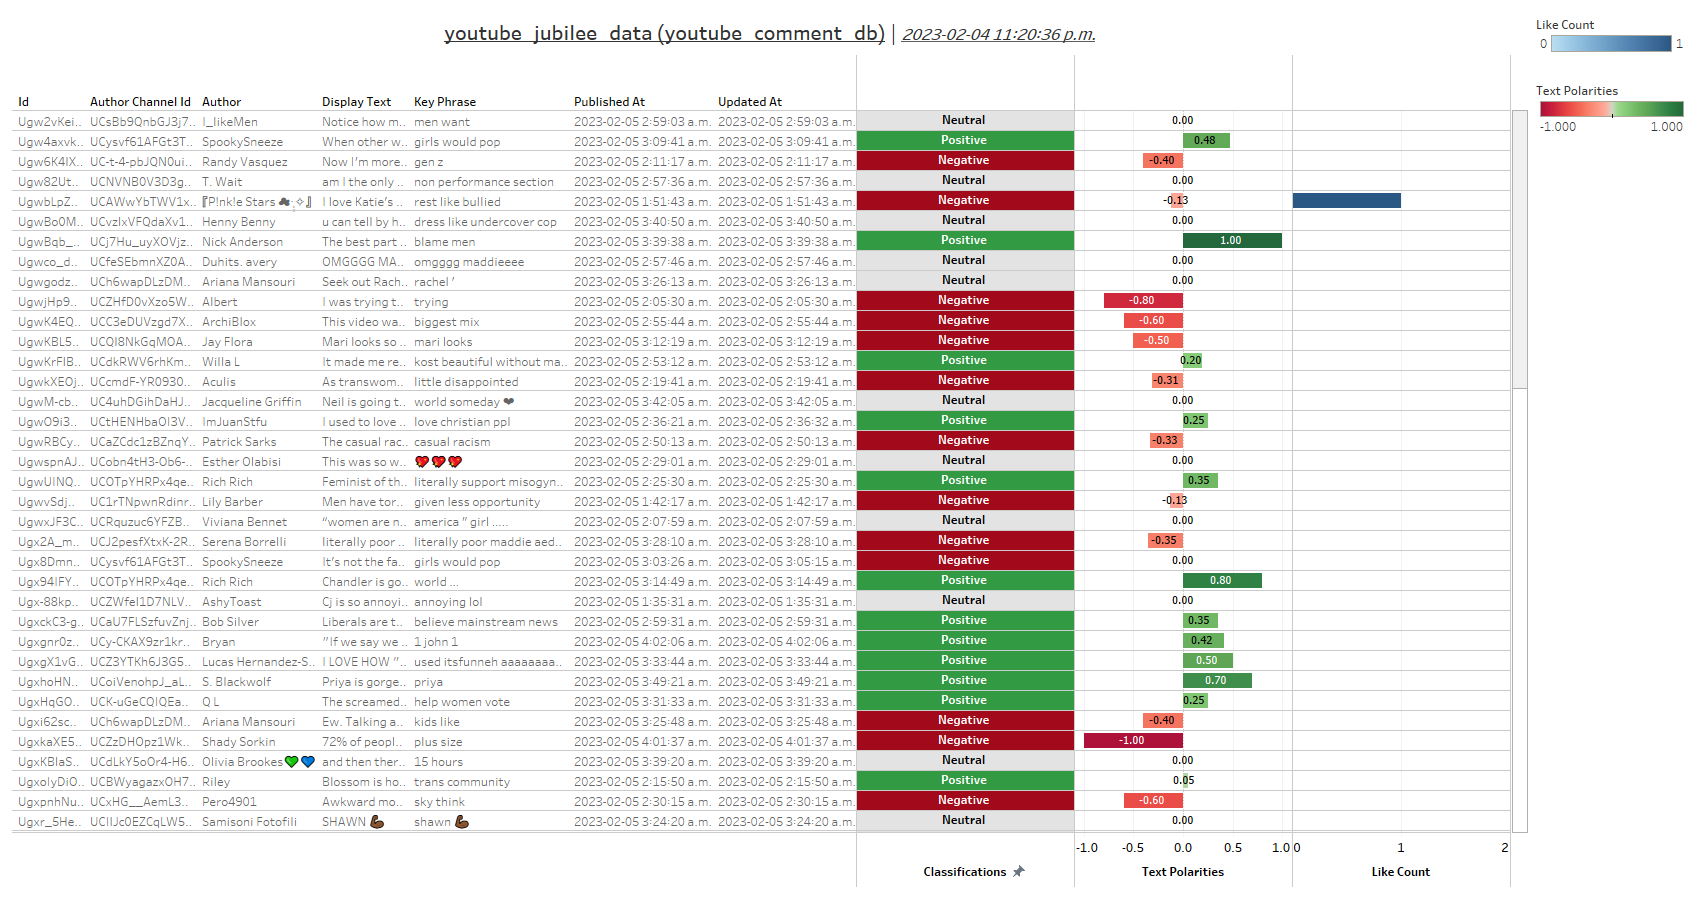 youtube_jubilee_data (youtube_comment_db) | 2023-02-04 11:20:36 p.m.
Like Count
0 1
Text Polarities
-1.000 1.000
Id Author Channel Id Author Display Text Key Phrase Published At Updated At
Ugw2vKei.. UCsBb9QnbGJ3j7.. I_likeMen Notice how m.. men want 2023-02-05 2:59:03 a.m. 2023-02-05 2:59:03 a.m. Neutral 0.00
Ugw4axvk.. UCysvf61AFGt3T.. SpookySneeze When other w.. girls would pop 2023-02-05 3:09:41 a.m. 2023-02-05 3:09:41 a.m. Positive 0.48
Ugw6K4IX.. UC-t-4-pbJQN0ui.. Randy Vasquez Now I'm more.. gen z 2023-02-05 2:11:17 a.m. 2023-02-05 2:11:17 a.m. Negative -0.40
Ugw82Ut.. UCNVNB0V3D3g.. T. Wait am I the only .. non performance section 2023-02-05 2:57:36 a.m. 2023-02-05 2:57:36 a.m. Neutral 0.00
UgwbLpZ.. UCAWwYbTWV1x..『P!nk!e Stars ☘ ✧』 I love Katie's .. rest like bullied 2023-02-05 1:51:43 a.m. 2023-02-05 1:51:43 a.m. Negative -0.13
UgwBo0M.. UCvzIxVFQdaXv1.. Henny Benny u can tell by h.. dress like undercover cop 2023-02-05 3:40:50 a.m. 2023-02-05 3:40:50 a.m. Neutral 0.00
UgwBqb_.. UCj7Hu_uyXOVjz.. Nick Anderson The best part .. blame men 2023-02-05 3:39:38 a.m. 2023-02-05 3:39:38 a.m. Positive 1.00
Ugwco_d.. UCfeSEbmnXZ0A.. Duhits. avery OMGGGG MA.. omgggg maddieeee 2023-02-05 2:57:46 a.m. 2023-02-05 2:57:46 a.m. Neutral 0.00
Ugwgodz.. UCh6wapDLzDM.. Ariana Mansouri Seek out Rach.. rachel ' 2023-02-05 3:26:13 a.m. 2023-02-05 3:26:13 a.m. Neutral 0.00
UgwjHp9.. UCZHfD0vXzo5W.. Albert I was trying t.. trying 2023-02-05 2:05:30 a.m. 2023-02-05 2:05:30 a.m. Negative -0.80
UgwK4EQ.. UCC3eDUVzgd7X.. ArchiBlox This video wa.. biggest mix 2023-02-05 2:55:44 a.m. 2023-02-05 2:55:44 a.m. Negative -0.60
UgwKBL5.. UCQI8NkGqMOA.. Jay Flora Mari looks so .. mari looks 2023-02-05 3:12:19 a.m. 2023-02-05 3:12:19 a.m. Negative -0.50
UgwKrFIB.. UCdkRWV6rhKm.. Willa L It made me re.. kost beautiful without ma.. 2023-02-05 2:53:12 a.m. 2023-02-05 2:53:12 a.m. Positive 0.20
UgwkXEOj.. UCcmdF-YR0930.. Aculis As transwom.. little disappointed 2023-02-05 2:19:41 a.m. 2023-02-05 2:19:41 a.m. Negative -0.31
UgwM-cb.. UC4uhDGihDaHJ.. Jacqueline Griffin Neil is going t.. world someday ❤ 2023-02-05 3:42:05 a.m. 2023-02-05 3:42:05 a.m. Neutral 0.00
UgwO9i3.. UCtHENHbaOI3V.. ImJuanStfu I used to love .. love christian ppl 2023-02-05 2:36:21 a.m. 2023-02-05 2:36:32 a.m. Positive 0.25
UgwRBCy.. UCaZCdc1zBZnqY.. Patrick Sarks The casual rac.. casual racism 2023-02-05 2:50:13 a.m. 2023-02-05 2:50:13 a.m. Negative -0.33
UgwspnAJ.. UCobn4tH3-Ob6-.. Esther Olabisi This was so w.. 💖💖💖 2023-02-05 2:29:01 a.m. 2023-02-05 2:29:01 a.m. Neutral 0.00
UgwUINQ.. UCOTpYHRPx4qe.. Rich Rich Feminist of th.. literally support misogyn.. 2023-02-05 2:25:30 a.m. 2023-02-05 2:25:30 a.m. Positive 0.35
UgwvSdj.. UC1rTNpwnRdinr.. Lily Barber Men have tor.. given less opportunity 2023-02-05 1:42:17 a.m. 2023-02-05 1:42:17 a.m. Negative -0.13
UgwxJF3C.. UCRquzuc6YFZB.. Viviana Bennet "women are n.. america " girl ..... 2023-02-05 2:07:59 a.m. 2023-02-05 2:07:59 a.m. Neutral 0.00
Ugx2A_m.. UCJ2pesfXtxK-2R.. Serena Borrelli literally poor .. literally poor maddie aed.. 2023-02-05 3:28:10 a.m. 2023-02-05 3:28:10 a.m. Negative -0.35
Ugx8Dmn.. UCysvf61AFGt3T.. SpookySneeze It's not the fa.. girls would pop 2023-02-05 3:03:26 a.m. 2023-02-05 3:05:15 a.m. Negative 0.00
Ugx94IFY.. UCOTpYHRPx4qe.. Rich Rich Chandler is go.. world ... 2023-02-05 3:14:49 a.m. 2023-02-05 3:14:49 a.m. Positive 0.80
Ugx-88kp.. UCZWfeI1D7NLV.. AshyToast Cj is so annoyi.. annoying lol 2023-02-05 1:35:31 a.m. 2023-02-05 1:35:31 a.m. Neutral 0.00
UgxckC3-g.. UCaU7FLSzfuvZnj.. Bob Silver Liberals are t.. believe mainstream news 2023-02-05 2:59:31 a.m. 2023-02-05 2:59:31 a.m. Positive 0.35
Ugxgnr0z.. UCy-CKAX9zr1kr.. Bryan "If we say we .. 1 john 1 2023-02-05 4:02:06 a.m. 2023-02-05 4:02:06 a.m. Positive 0.42
UgxgX1vG.. UCZ3YTKh6J3G5.. Lucas Hernandez-S.. I LOVE HOW ".. used itsfunneh aaaaaaaa.. 2023-02-05 3:33:44 a.m. 2023-02-05 3:33:44 a.m. Positive 0.50
UgxhoHN.. UCoiVenohpJ_aL.. S. Blackwolf Priya is gorge.. priya 2023-02-05 3:49:21 a.m. 2023-02-05 3:49:21 a.m. Positive 0.70
UgxHqGO.. UCK-uGeCQIQEa.. Q L The screamed.. help women vote 2023-02-05 3:31:33 a.m. 2023-02-05 3:31:33 a.m. Positive 0.25
Ugxi62sc.. UCh6wapDLzDM.. Ariana Mansouri Ew. Talking a.. kids like 2023-02-05 3:25:48 a.m. 2023-02-05 3:25:48 a.m. Negative -0.40
UgxkaXE5.. UCZzDHOpz1Wk.. Shady Sorkin 72% of peopl.. plus size 2023-02-05 4:01:37 a.m. 2023-02-05 4:01:37 a.m. Negative -1.00
UgxKBIaS.. UCdLkY5oOr4-H6.. Olivia Brookes💚💙 and then ther.. 15 hours 2023-02-05 3:39:20 a.m. 2023-02-05 3:39:20 a.m. Neutral 0.00
UgxolyDiO.. UCBWyagazxOH7.. Riley Blossom is ho.. trans community 2023-02-05 2:15:50 a.m. 2023-02-05 2:15:50 a.m. Positive 0.05
UgxpnhNu.. UCxHG__AemL3.. Pero4901 Awkward mo.. sky think 2023-02-05 2:30:15 a.m. 2023-02-05 2:30:15 a.m. Negative -0.60
Ugxr_5He.. UCIIJc0EZCqLW5.. Samisoni Fotofili SHAWN 💪🏾 shawn 💪🏾 2023-02-05 3:24:20 a.m. 2023-02-05 3:24:20 a.m. Neutral 0.00
-1.0 -0.5 0.0 0.5 1.0 0 1 2
Classifications Text Polarities Like Count